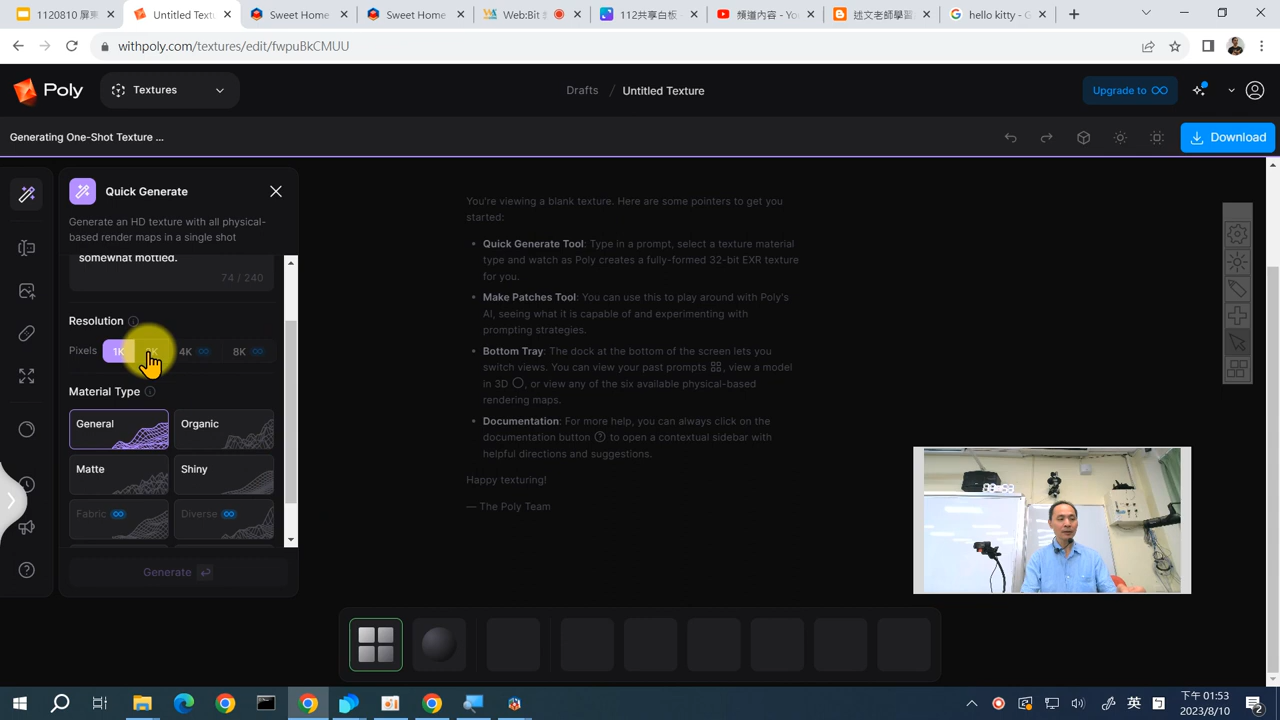 1120810 屏東
Untitled Textu
Sweet Home
Sweet Home
Web:Bit
112共享白板
頻道內容 - Yo
述文老師學習
hello kitty - G
withpoly.com/textures/edit/fwpuBkCMUU
Poly
Textures
Drafts / Untitled Texture
Upgrade to
Generating One-Shot Texture ...
Download
Quick Generate
Generate an HD texture with all physical-
based render maps in a single shot
somewhat mottled.
74 / 240
Resolution
Pixels 1K 2K 4K 8K
Material Type
General Organic
Matte Shiny
Fabric Diverse
Generate
You're viewing a blank texture. Here are some pointers to get you
started:
• Quick Generate Tool: Type in a prompt, select a texture material
type and watch as Poly creates a fully-formed 32-bit EXR texture
for you.
• Make Patches Tool: You can use this to play around with Poly's
AI, seeing what it is capable of and experimenting with
prompting strategies.
• Bottom Tray: The dock at the bottom of the screen lets you
switch views. You can view your past prompts , view a model
in 3D , or view any of the six available physical-based
rendering maps.
• Documentation: For more help, you can always click on the
documentation button ? to open a contextual sidebar with
helpful directions and suggestions.
Happy texturing!
— The Poly Team
英
下午 01:53
2023/8/10
2